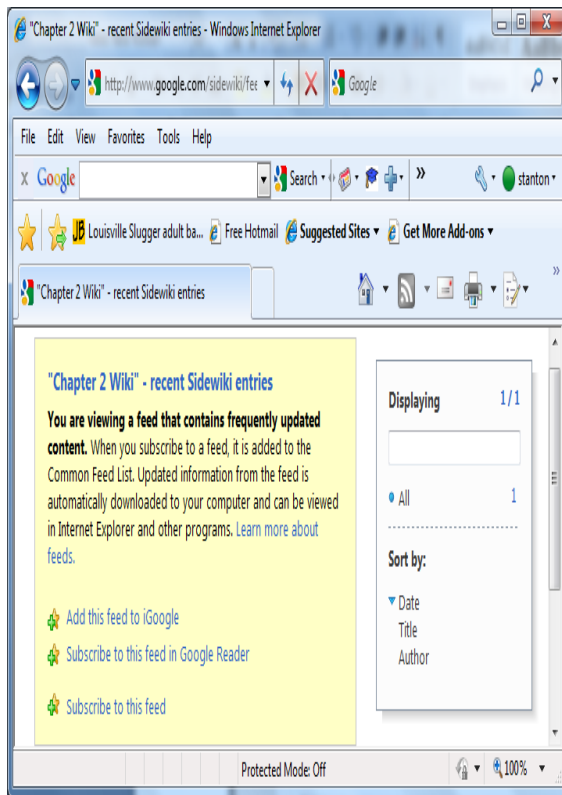 "Chapter 2 Wiki" - recent Sidewiki entries - Windows Internet Explorer
http://www.google.com/sidewiki/fee
Google
File Edit View Favorites Tools Help
x Google Search » stanton
JB Louisville Slugger adult ba... Free Hotmail Suggested Sites Get More Add-ons
"Chapter 2 Wiki" - recent Sidewiki entries »
"Chapter 2 Wiki" - recent Sidewiki entries
You are viewing a feed that contains frequently updated
content. When you subscribe to a feed, it is added to the
Common Feed List. Updated information from the feed is
automatically downloaded to your computer and can be viewed
in Internet Explorer and other programs. Learn more about
feeds.
Add this feed to iGoogle
Subscribe to this feed in Google Reader
Subscribe to this feed
Displaying 1/1
All 1
Sort by:
Date
Title
Author
Protected Mode: Off 100%